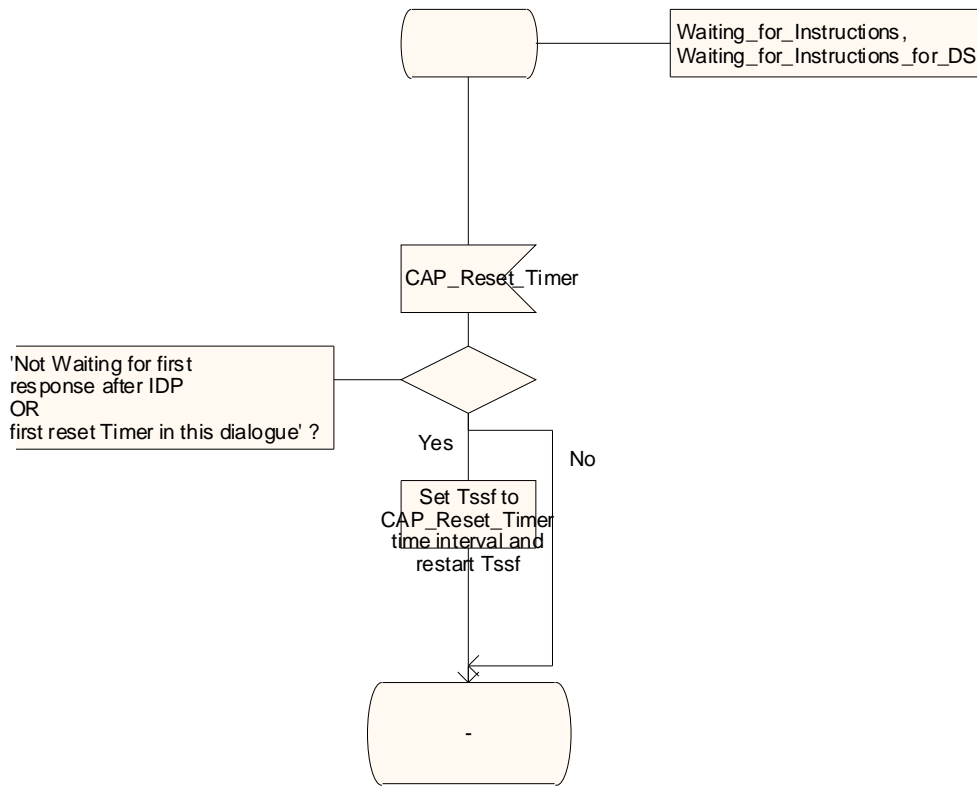 Waiting_for_Instructions,
Waiting_for_Instructions_for_DS
CAP_Reset_Timer
'Not Waiting for first
response after IDP
OR
first reset Timer in this dialogue' ?
Yes
No
Set Tssf to
CAP_Reset_Timer
time interval and
restart Tssf
-